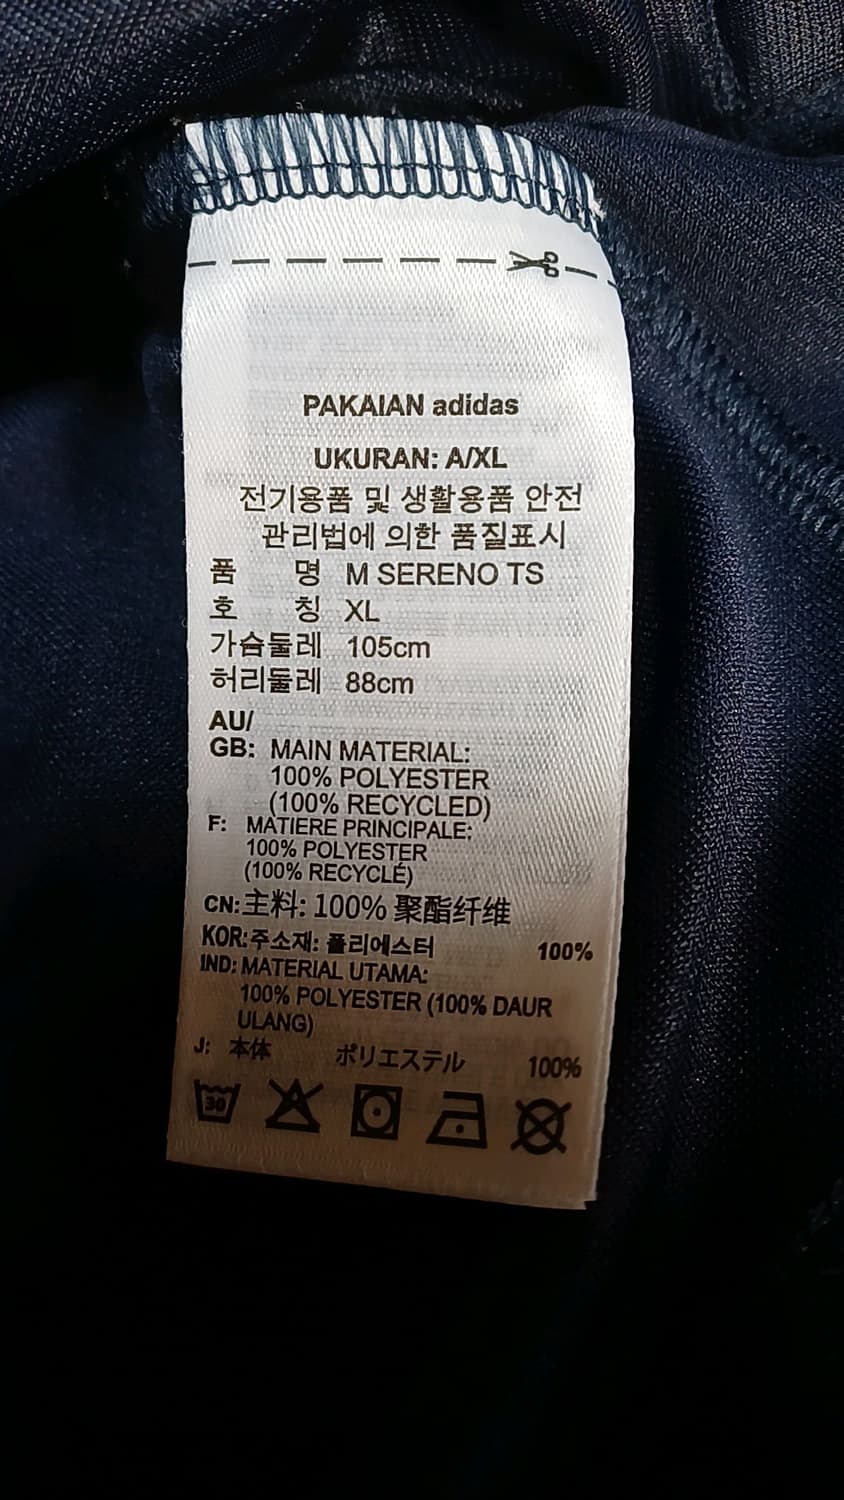 PAKAIAN adidas
UKURAN: A/XL
전기용품 및 생활용품 안전
관리법에 의한 품질표시
품 명 M SERENO TS
호 칭 XL
가슴둘레 105cm
허리둘레 88cm
AU/
GB: MAIN MATERIAL:
100% POLYESTER
(100% RECYCLED)
F: MATIERE PRINCIPALE:
100% POLYESTER
(100% RECYCLÉ)
CN: 主料: 100% 聚酯纤维
KOR: 주소재: 폴리에스터 100%
IND: MATERIAL UTAMA:
100% POLYESTER (100% DAUR
ULANG)
J: 本体 ポリエステル 100%
30